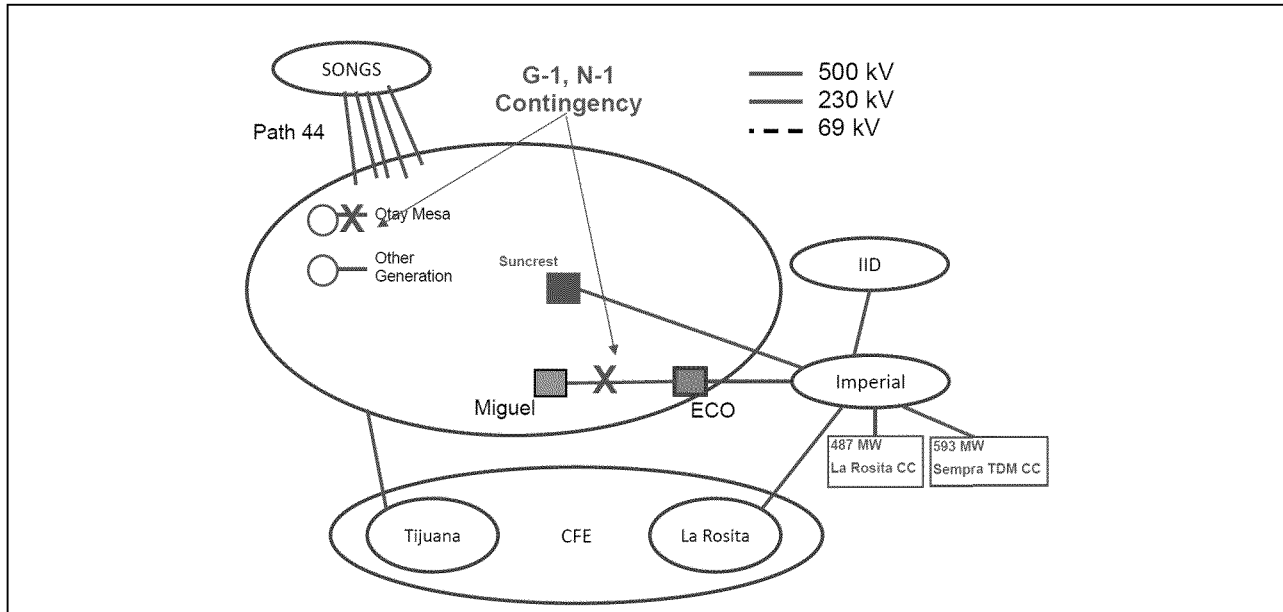 SONGS
G-1, N-1
Contingency
500 kV
230 kV
69 kV
Path 44
Otay Mesa
Other
Generation
Suncrest
IID
Imperial
Miguel
ECO
487 MW
La Rosita CC
593 MW
Sempra TDM CC
Tijuana
CFE
La Rosita